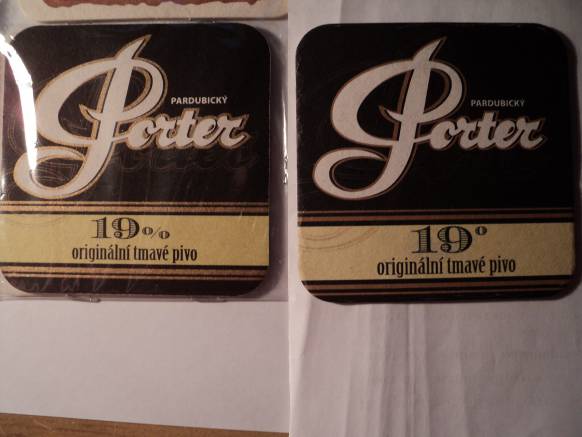 PARDUBICKÝ
Porter
19%
originální tmavé pivo
PARDUBICKÝ
Porter
19°
originální tmavé pivo